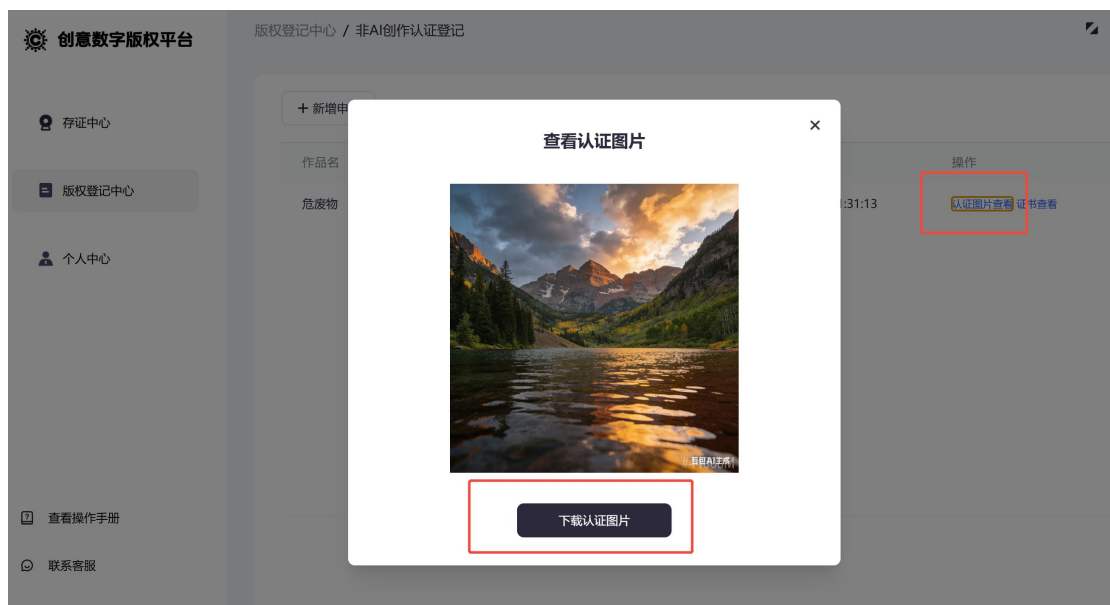 创意数字版权平台
版权登记中心 / 非AI创作认证登记
存证中心
版权登记中心
个人中心
查看操作手册
联系客服
+ 新增申
作品名
操作
危废物
:31:13
认证图片查看 证书查看
查看认证图片
×
下载认证图片